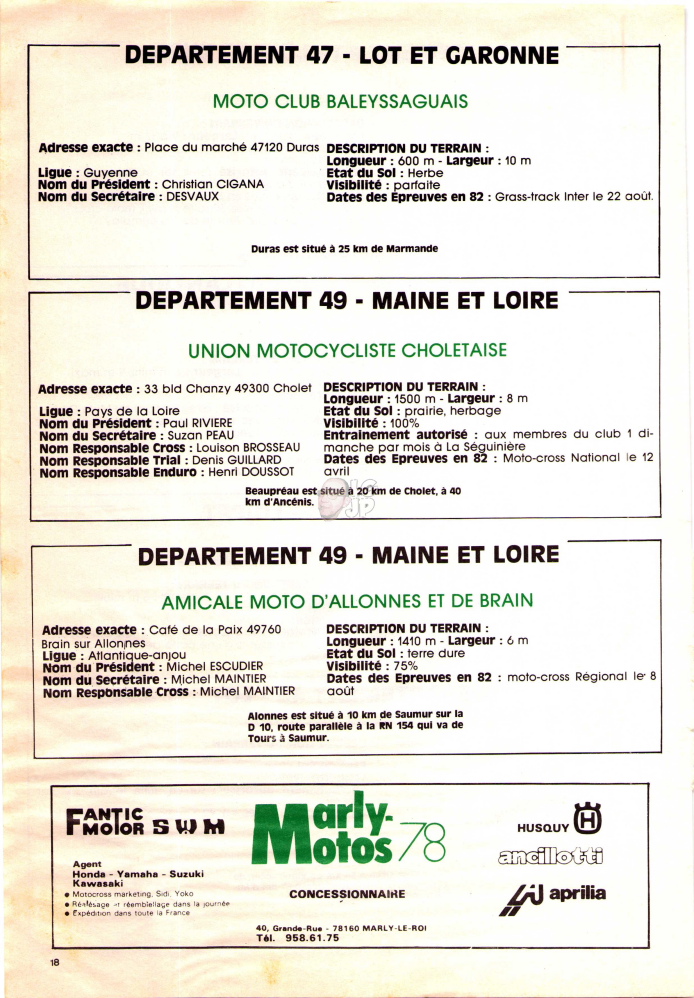 DEPARTEMENT 47 - LOT ET GARONNE
MOTO CLUB BALEYSSAGUAIS
Adresse exacte : Place du marché 47120 Duras
Ligue : Guyenne
Nom du Président : Christian CIGANA
Nom du Secrétaire : DESVAUX
DESCRIPTION DU TERRAIN :
Longueur : 600 m - Largeur : 10 m
Etat du Sol : Herbe
Visibilité : parfaite
Dates des Epreuves en 82 : Grass-track Inter le 22 août.
Duras est situé à 25 km de Marmande
DEPARTEMENT 49 - MAINE ET LOIRE
UNION MOTOCYCLISTE CHOLETAISE
Adresse exacte : 33 bld Chanzy 49300 Cholet
Ligue : Pays de la Loire
Nom du Président : Paul RIVIERE
Nom du Secrétaire : Suzan PEAU
Nom Responsable Cross : Louison BROSSEAU
Nom Responsable Trial : Denis GUILLARD
Nom Responsable Enduro : Henri DOUSSOT
DESCRIPTION DU TERRAIN :
Longueur : 1500 m - Largeur : 8 m
Etat du Sol : prairie, herbage
Visibilité : 100%
Entrainement autorisé : aux membres du club 1 di-
manche par mois à La Séguinière
Dates des Epreuves en 82 : Moto-cross National le 12
avril
Beaupréau est situé à 20 km de Cholet, à 40
km d'Ancénis.
DEPARTEMENT 49 - MAINE ET LOIRE
AMICALE MOTO D'ALLONNES ET DE BRAIN
Adresse exacte : Café de la Paix 49760
Brain sur Allonnes
Ligue : Atlantique-anjou
Nom du Président : Michel ESCUDIER
Nom du Secrétaire : Michel MAINTIER
Nom Responsable Cross : Michel MAINTIER
DESCRIPTION DU TERRAIN :
Longueur : 1410 m - Largeur : 6 m
Etat du Sol : terre dure
Visibilité : 75%
Dates des Epreuves en 82 : moto-cross Régional le 8
août
Alonnes est situé à 10 km de Saumur sur la
D 10, route parallèle à la RN 154 qui va de
Tours à Saumur.
FANTIC MOTOR SWM
Agent
Honda - Yamaha - Suzuki
Kawasaki
• Motocross marketing, Sidi, Yoko
• Réalésage et réembiellage dans la journée
• Expédition dans toute la France
Marly-
Motos 78
CONCESSIONNAIRE
40, Grande-Rue - 78160 MARLY-LE-ROI
Tél. 958.61.75
HUSQUY H
ancillotti
aprilia
18